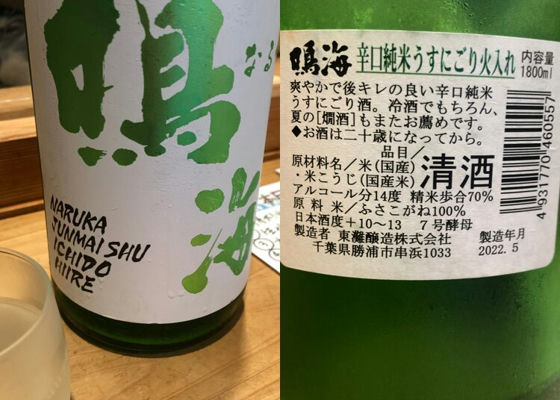 鳴海
なるか
NARUKA
JUNMAI SHU
ICHIDO
HIIRE
鳴海 辛口純米うすにごり火入れ
内容量
1800ml
爽やかで後キレの良い辛口純米
うすにごり酒。冷酒でもちろん、
夏の[燗酒]もまたお薦めです。
◆お酒は二十歳になってから。
品目／
清酒
原材料名／米(国産)
・米こうじ(国産米)
アルコール分14度 精米歩合70%
原料 米／ふさこがね100%
日本酒度+10~13 7号酵母
製造者 東灘醸造株式会社
千葉県勝浦市串浜1033
製造年月
2022.5
4937770460557